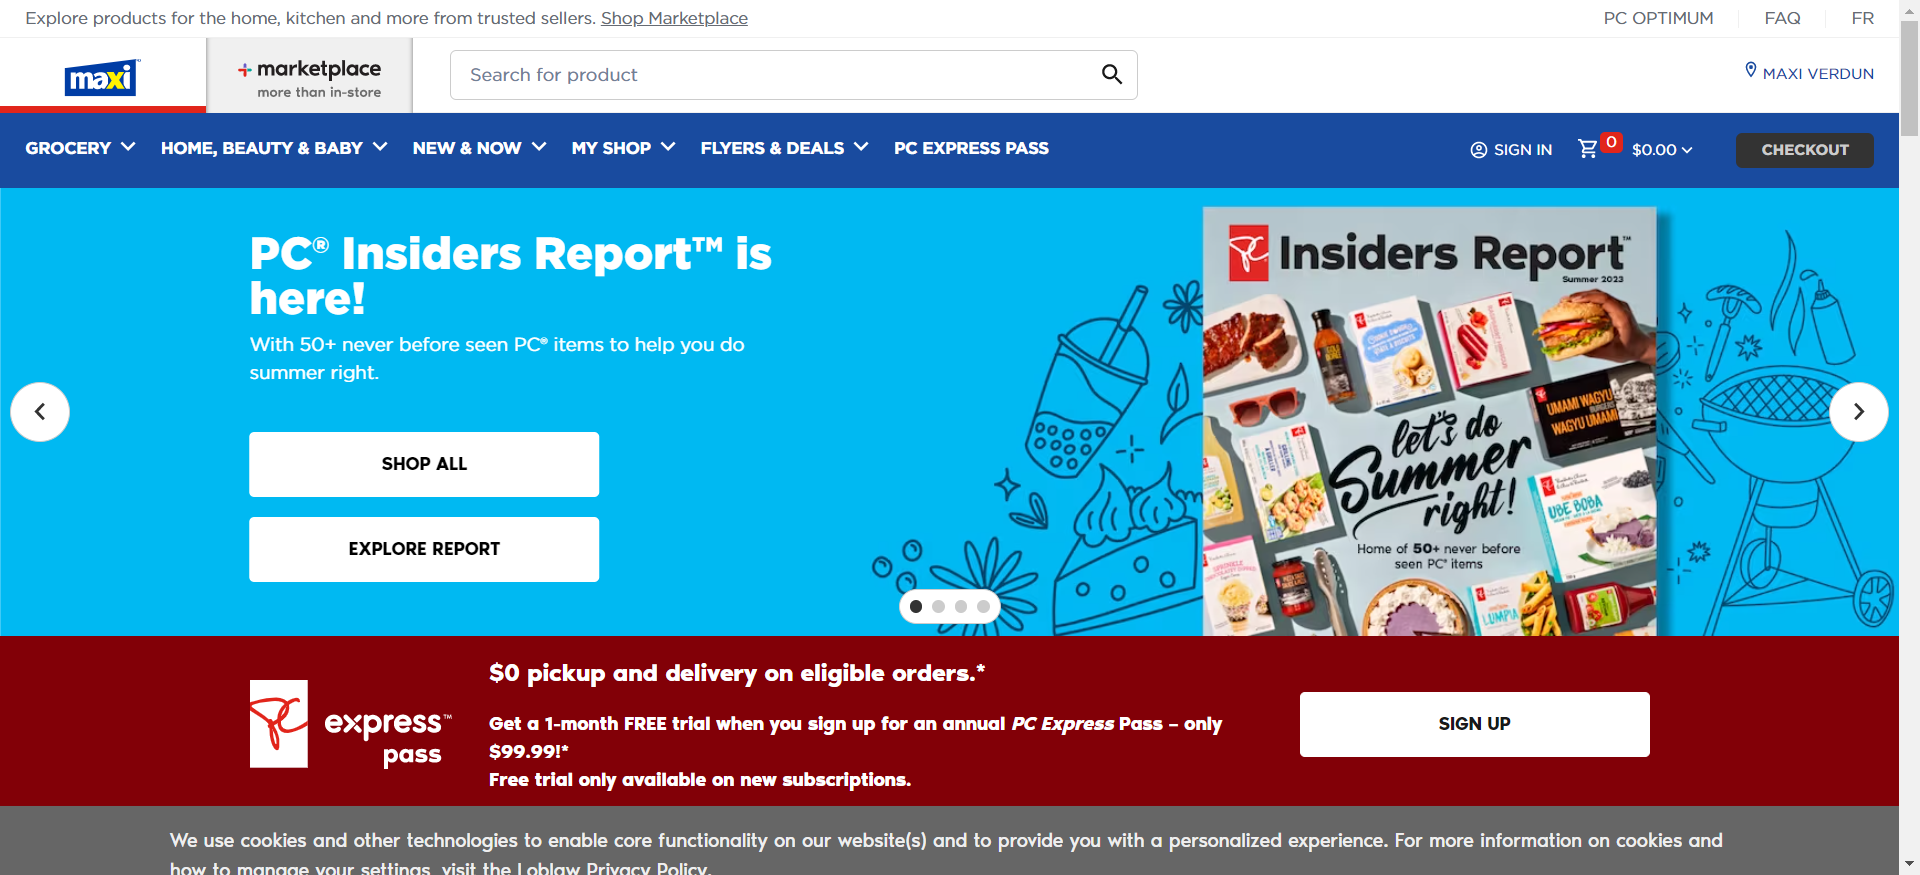 Explore products for the home, kitchen and more from trusted sellers. Shop Marketplace
PC OPTIMUM
FAQ
FR
maxi
marketplace
more than in-store
Search for product
MAXI VERDUN
GROCERY
HOME, BEAUTY & BABY
NEW & NOW
MY SHOP
FLYERS & DEALS
PC EXPRESS PASS
SIGN IN
0
$0.00
CHECKOUT
PC® Insiders Report™ is
here!
With 50+ never before seen PC® items to help you do
summer right.
SHOP ALL
EXPLORE REPORT
PC Insiders Report™
Summer 2023
UMAMI WAGYU
BURGERS
WAGYU UMAMI
let's do
Summer
right!
UBE BOBA
Home of 50+ never before
seen PC® items
LUMPIA
PC express™
pass
$0 pickup and delivery on eligible orders.*
Get a 1-month FREE trial when you sign up for an annual PC Express Pass – only
$99.99!*
Free trial only available on new subscriptions.
SIGN UP
We use cookies and other technologies to enable core functionality on our website(s) and to provide you with a personalized experience. For more information on cookies and
how to manage your settings, visit the Loblaw Privacy Policy.